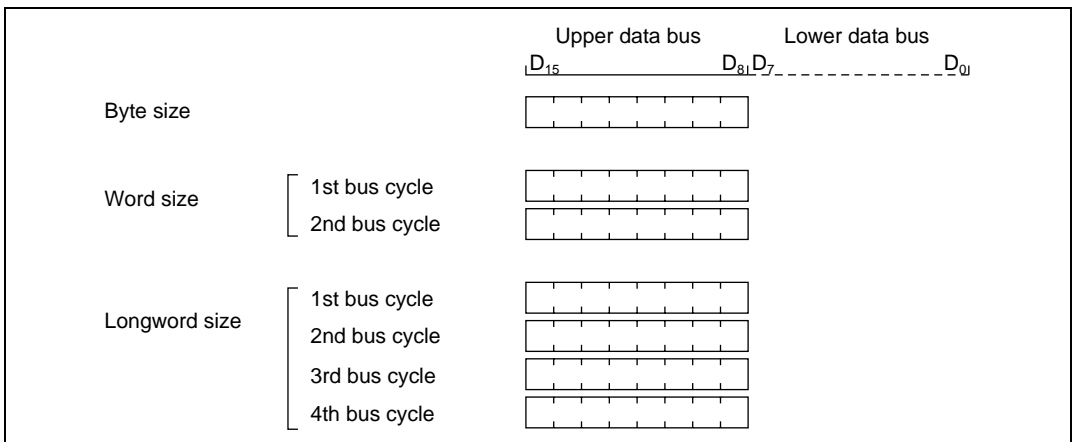 Upper data bus Lower data bus
D15 D8 D7 D0
Byte size
Word size
1st bus cycle
2nd bus cycle
Longword size
1st bus cycle
2nd bus cycle
3rd bus cycle
4th bus cycle